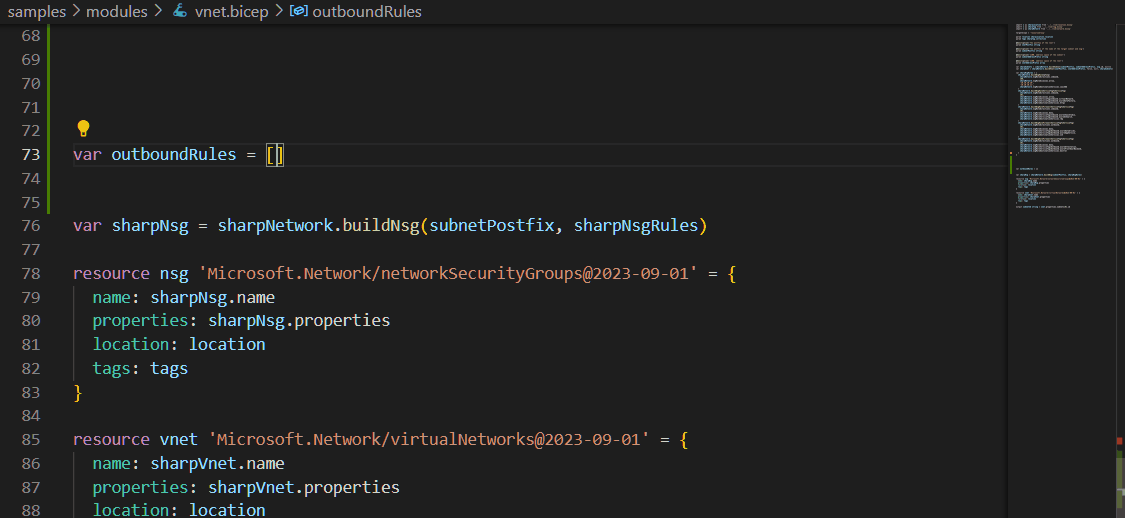 samples > modules > vnet.bicep > outboundRules
68
69
70
71
72
73 var outboundRules = []
74
75
76 var sharpNsg = sharpNetwork.buildNsg(subnetPostfix, sharpNsgRules)
77
78 resource nsg 'Microsoft.Network/networkSecurityGroups@2023-09-01' = {
79 name: sharpNsg.name
80 properties: sharpNsg.properties
81 location: location
82 tags: tags
83 }
84
85 resource vnet 'Microsoft.Network/virtualNetworks@2023-09-01' = {
86 name: sharpVnet.name
87 properties: sharpVnet.properties
88 location: location